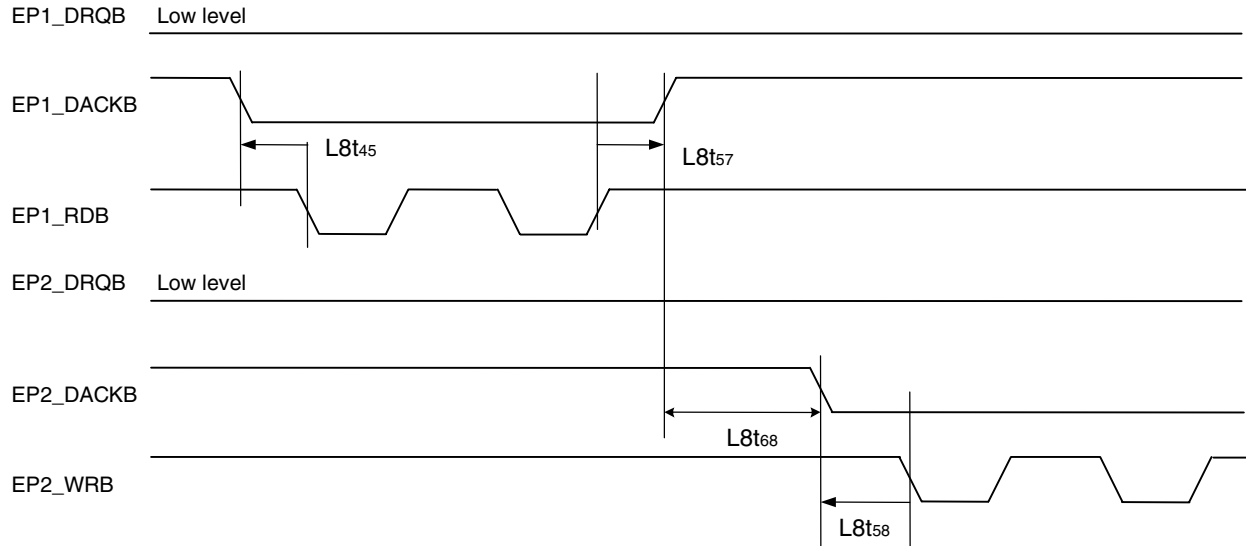 EP1_DRQB Low level
EP1_DACKB
L8t45
L8t57
EP1_RDB
EP2_DRQB Low level
EP2_DACKB
L8t68
EP2_WRB
L8t58